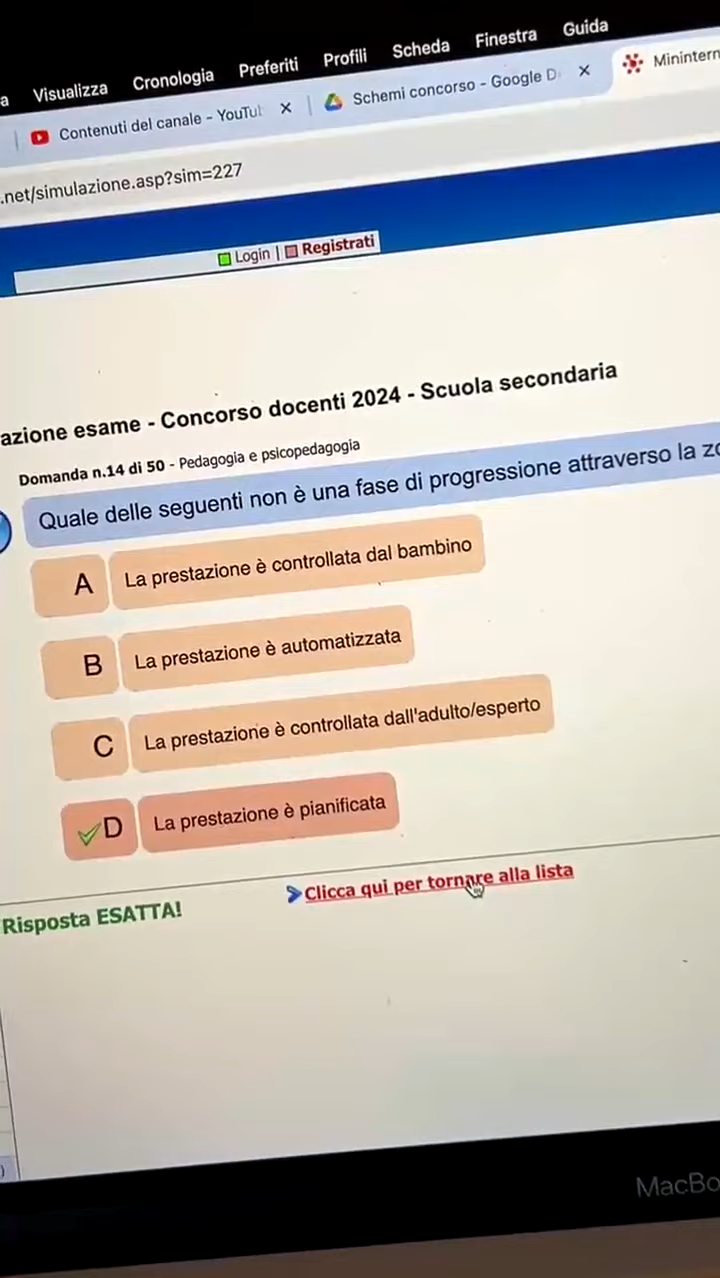 a Visualizza Cronologia Preferiti Profili Scheda Finestra Guida
Contenuti del canale - YouTub × Schemi concorso - Google D × Minintern
.net/simulazione.asp?sim=227
Login | Registrati
azione esame - Concorso docenti 2024 - Scuola secondaria
Domanda n.14 di 50 - Pedagogia e psicopedagogia
Quale delle seguenti non è una fase di progressione attraverso la zo
A La prestazione è controllata dal bambino
B La prestazione è automatizzata
C La prestazione è controllata dall'adulto/esperto
D La prestazione è pianificata
Clicca qui per tornare alla lista
Risposta ESATTA!
MacBo